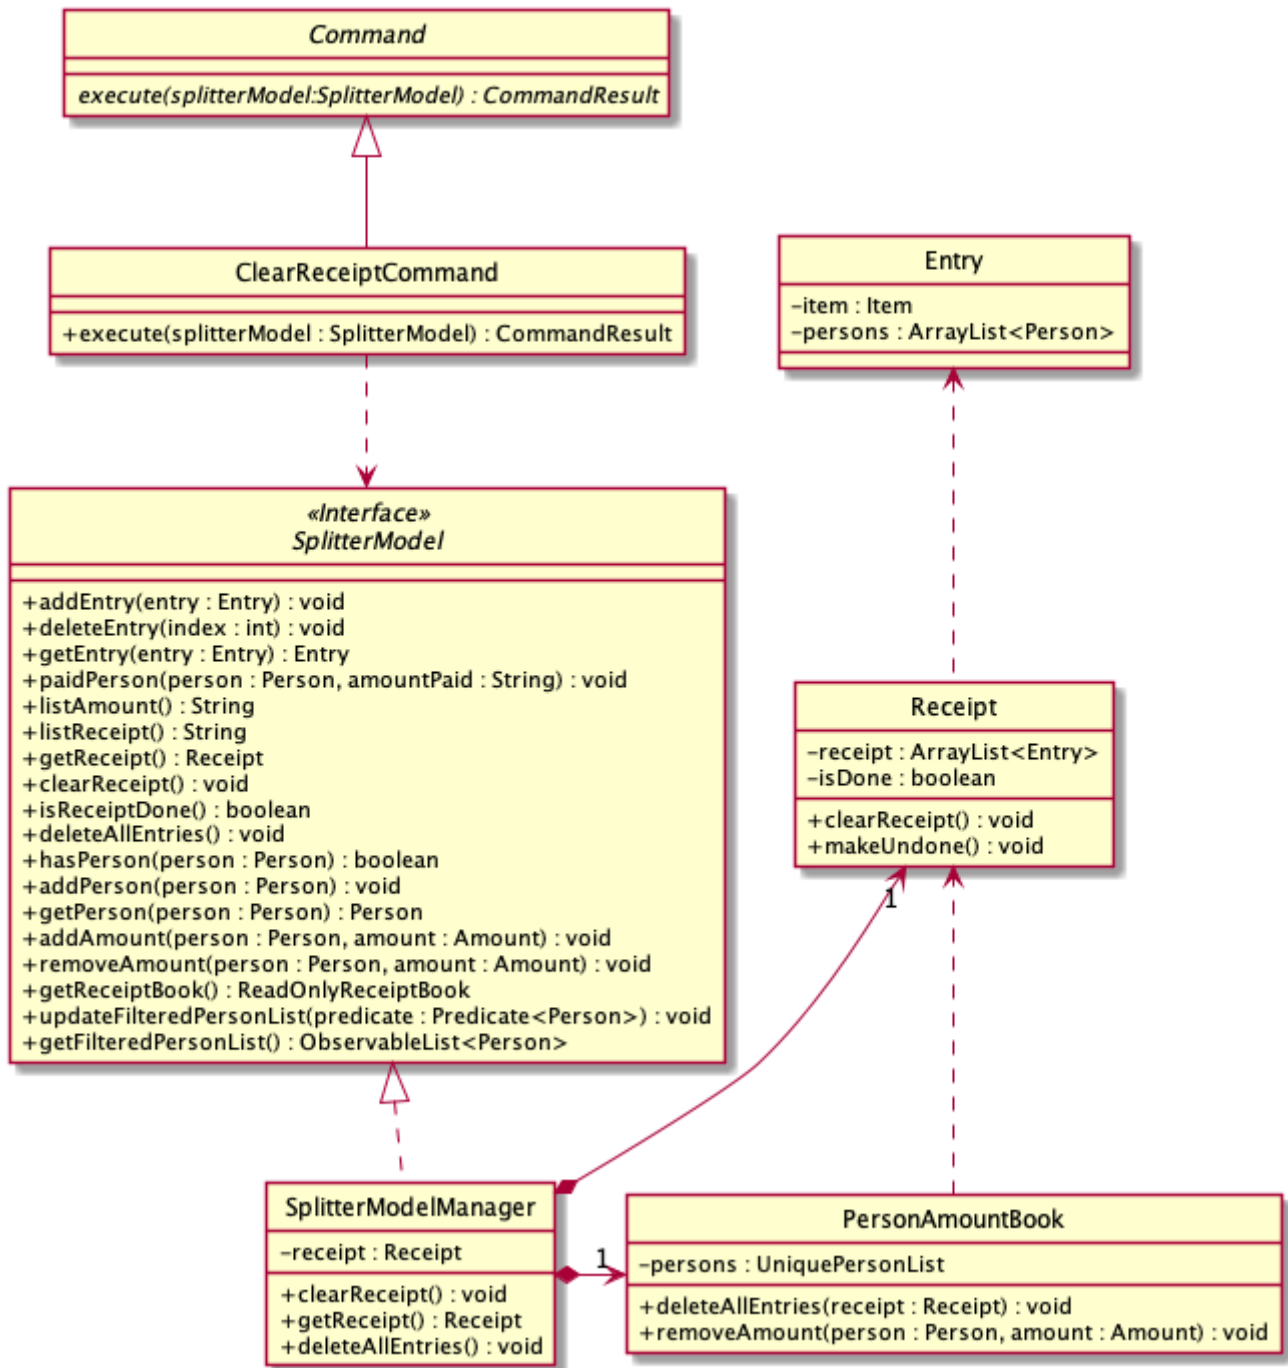 Command
execute(splitterModel:SplitterModel) : CommandResult
ClearReceiptCommand
+execute(splitterModel : SplitterModel) : CommandResult
Entry
-item : Item
-persons : ArrayList<Person>
«Interface»
SplitterModel
+addEntry(entry : Entry) : void
+deleteEntry(index : int) : void
+getEntry(entry : Entry) : Entry
+paidPerson(person : Person, amountPaid : String) : void
+listAmount() : String
+listReceipt() : String
+getReceipt() : Receipt
+clearReceipt() : void
+isReceiptDone() : boolean
+deleteAllEntries() : void
+hasPerson(person : Person) : boolean
+addPerson(person : Person) : void
+getPerson(person : Person) : Person
+addAmount(person : Person, amount : Amount) : void
+removeAmount(person : Person, amount : Amount) : void
+getReceiptBook() : ReadOnlyReceiptBook
+updateFilteredPersonList(predicate : Predicate<Person>) : void
+getFilteredPersonList() : ObservableList<Person>
Receipt
-receipt : ArrayList<Entry>
-isDone : boolean
+clearReceipt() : void
+makeUndone() : void
1
SplitterModelManager
-receipt : Receipt
+clearReceipt() : void
+getReceipt() : Receipt
+deleteAllEntries() : void
1
PersonAmountBook
-persons : UniquePersonList
+deleteAllEntries(receipt : Receipt) : void
+removeAmount(person : Person, amount : Amount) : void